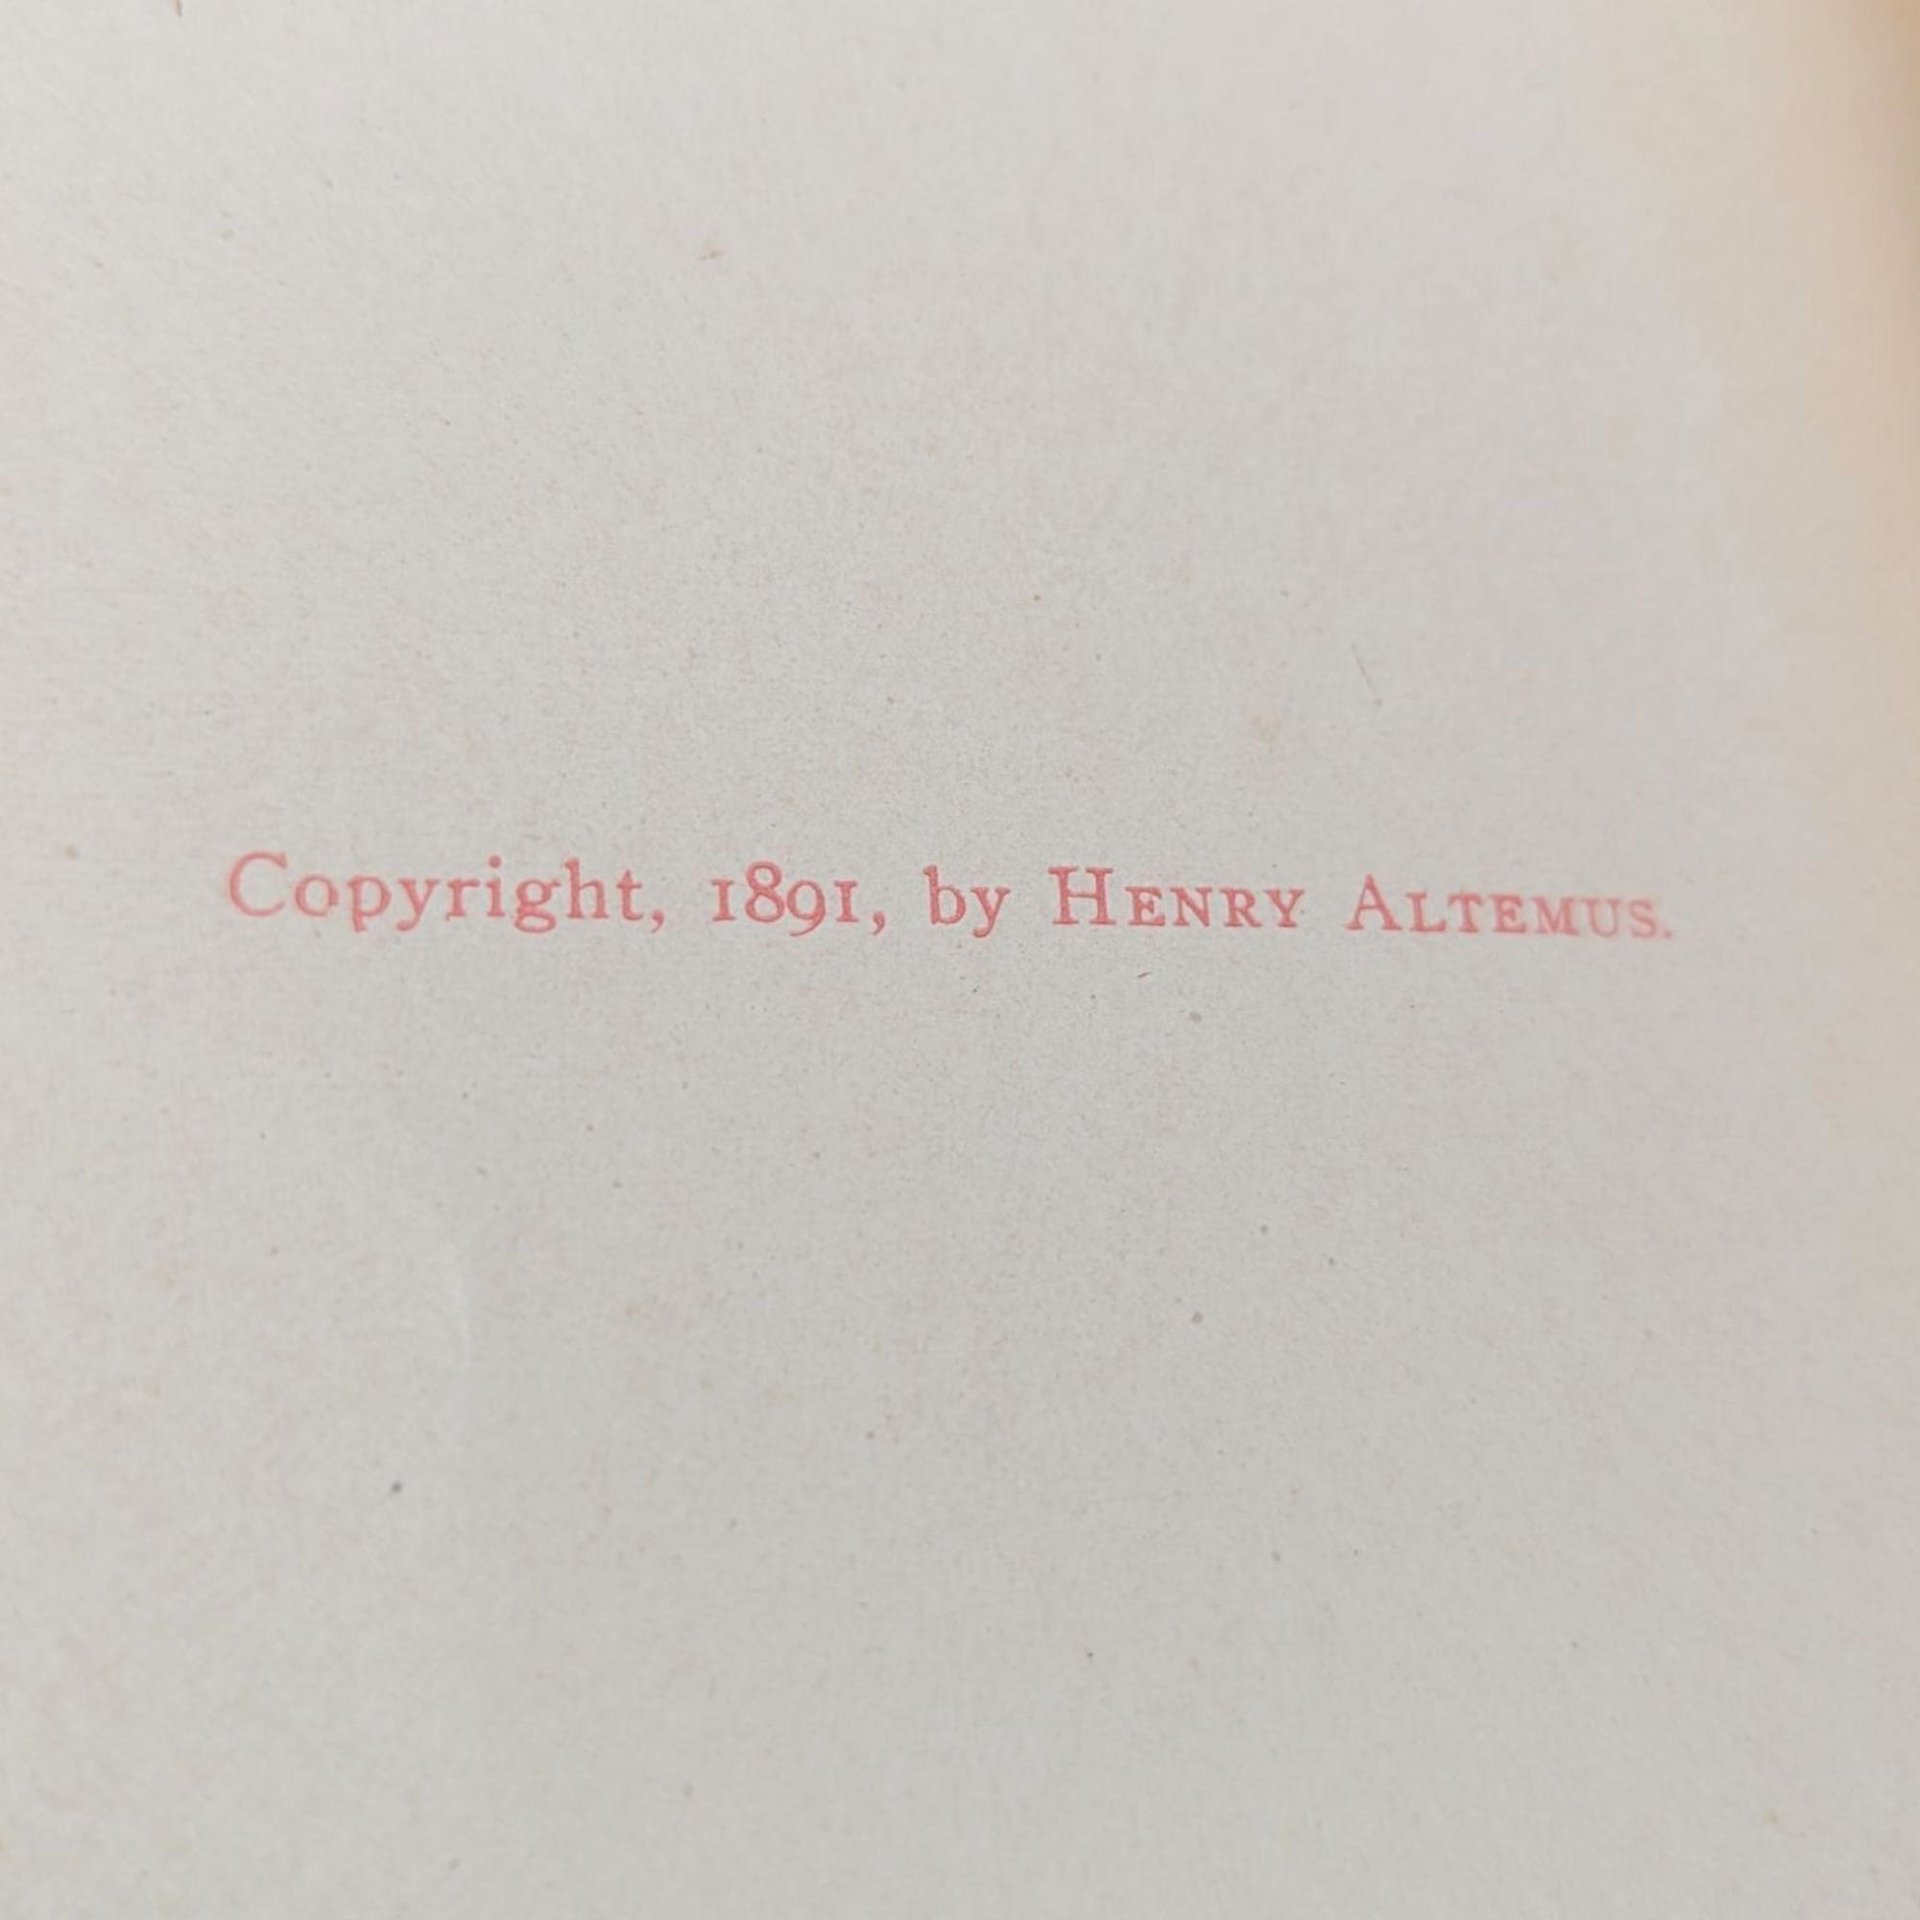 Copyright, 1891, by HENRY ALTEMUS.